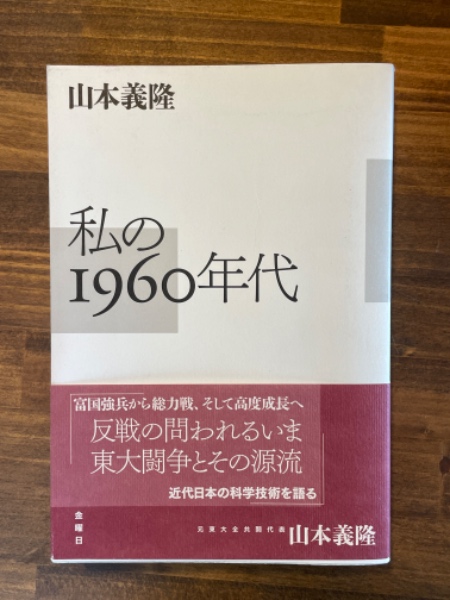 山本義隆
私の
1960年代
「富国強兵から総力戦、そして高度成長へ
反戦の問われるいま
東大闘争とその源流
近代日本の科学技術を語る」
金曜日
元東大全共闘代表 山本義隆